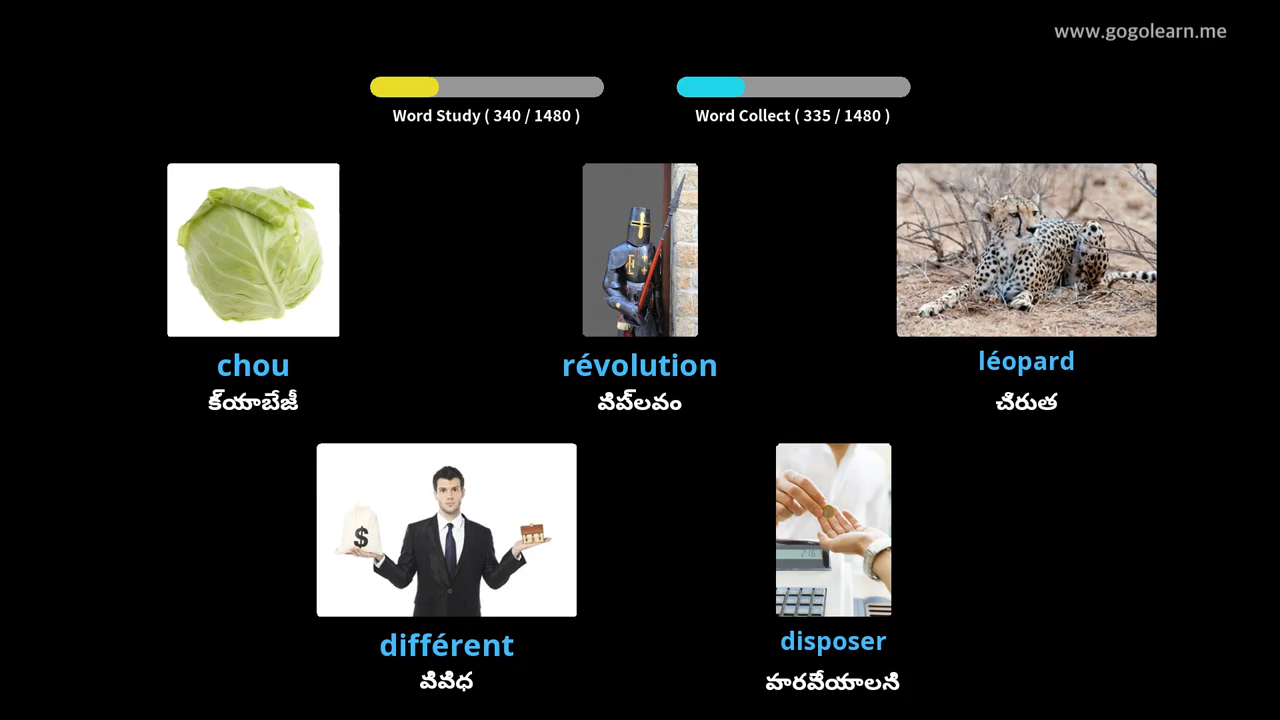 www.gogolearn.me
Word Study ( 340 / 1480 )
Word Collect ( 335 / 1480 )
chou
révolution
léopard
క్యాబేజీ
విప్లవం
చిరుత
différent
disposer
వివిధ
పారవేయాలని